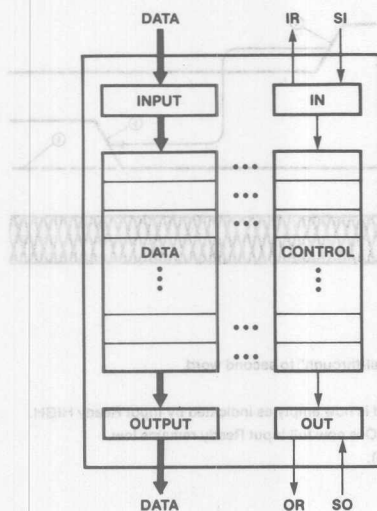 DATA IR SI
INPUT IN
DATA CONTROL
OUTPUT OUT
DATA OR SO